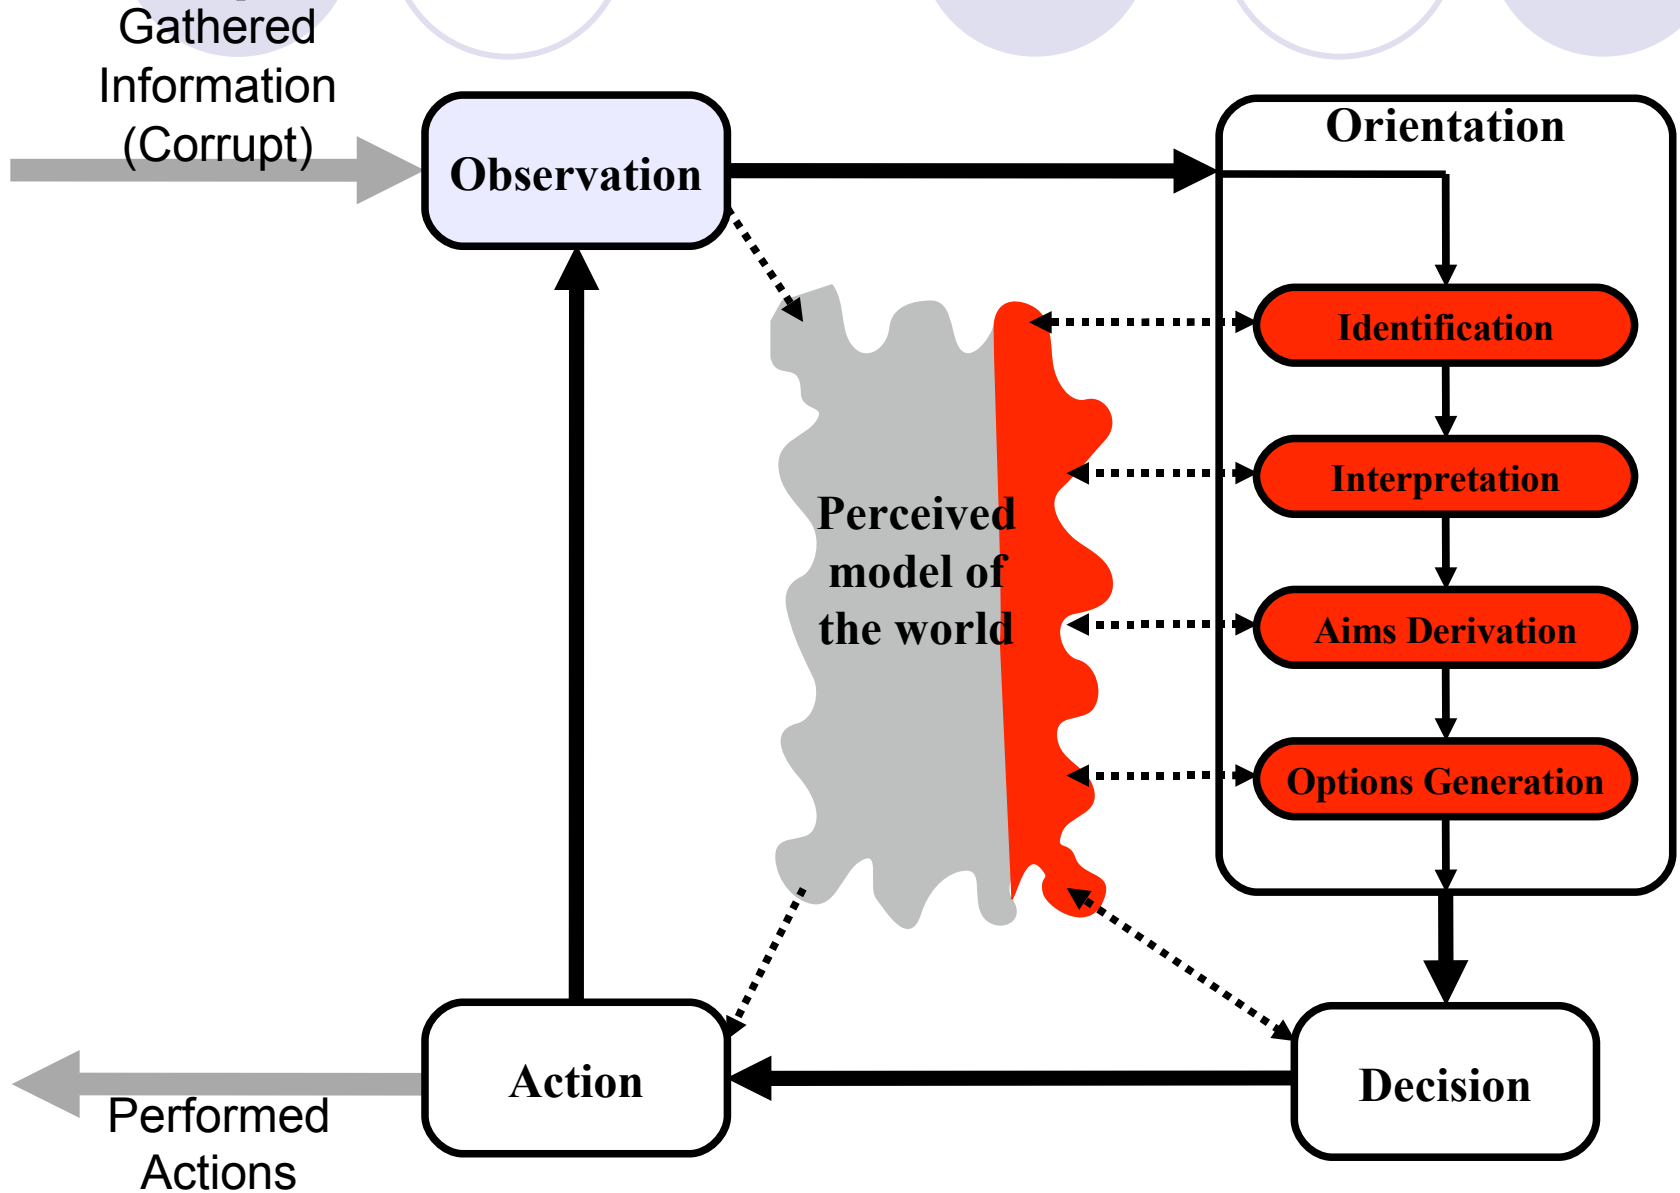 Gathered
Information
(Corrupt)
Observation
Orientation
Identification
Interpretation
Aims Derivation
Options Generation
Perceived
model of
the world
Action
Decision
Performed
Actions